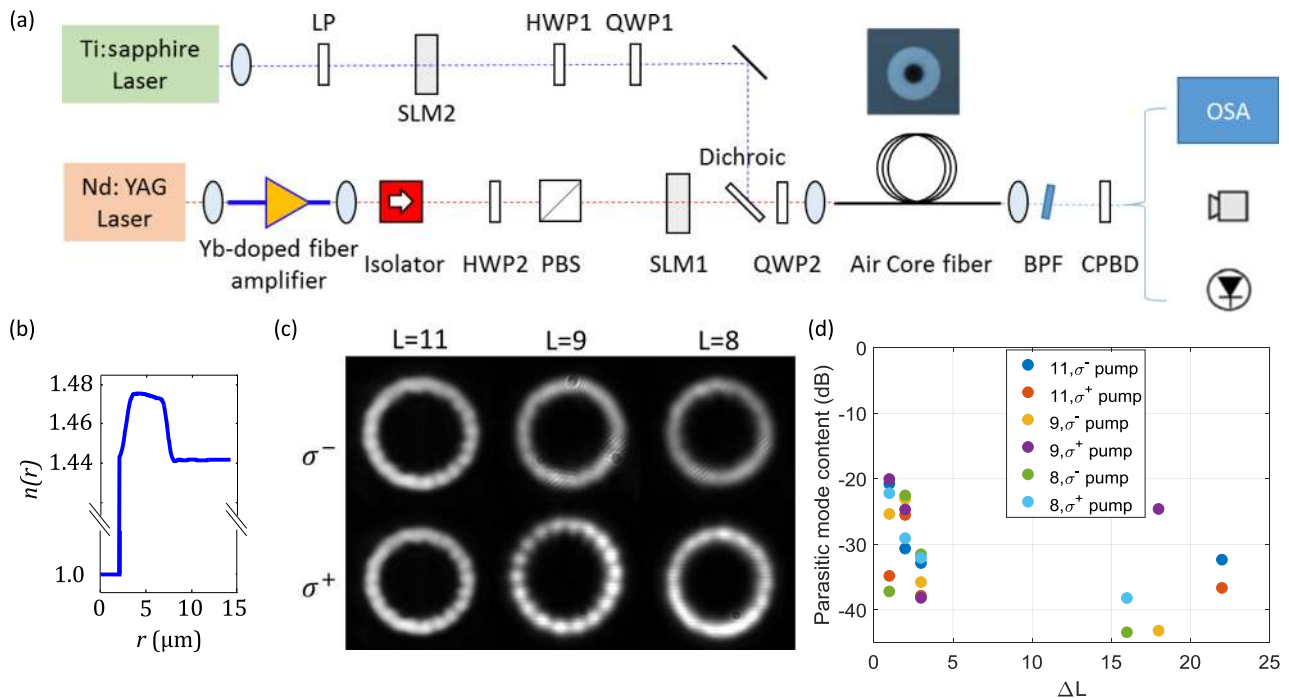 (a)
Ti:sapphire
Laser
LP
SLM2
HWP1
QWP1
OSA
Nd: YAG
Laser
Yb-doped fiber
amplifier
Isolator
HWP2
PBS
SLM1
Dichroic
QWP2
Air Core fiber
BPF
CPBD
(b)
n(r)
1.48
1.46
1.44
1.0
0
5
10
15
r (μm)
(c)
L=11
L=9
L=8
σ⁻
σ⁺
(d)
Parasitic mode content (dB)
0
-10
-20
-30
-40
11,σ⁻ pump
11,σ⁺ pump
9,σ⁻ pump
9,σ⁺ pump
8,σ⁻ pump
8,σ⁺ pump
0
5
10
15
20
25
ΔL